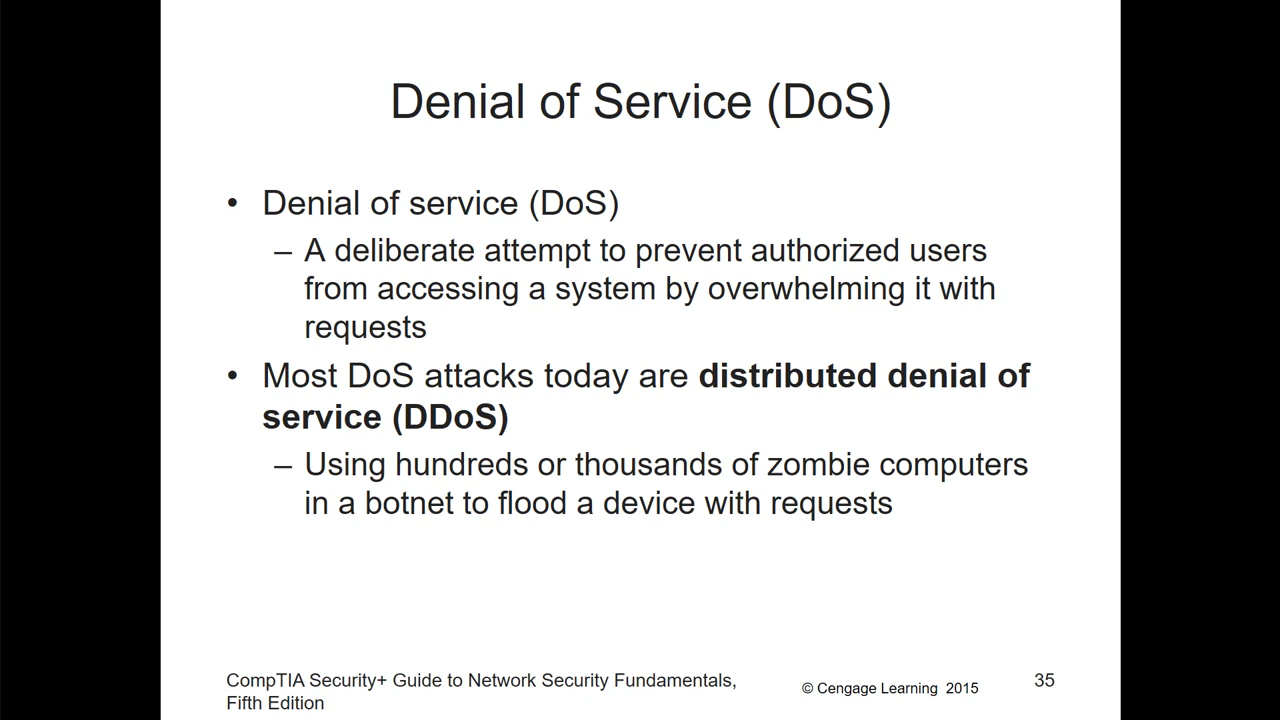 Denial of Service (DoS)
• Denial of service (DoS)
– A deliberate attempt to prevent authorized users
from accessing a system by overwhelming it with
requests
• Most DoS attacks today are distributed denial of
service (DDoS)
– Using hundreds or thousands of zombie computers
in a botnet to flood a device with requests
CompTIA Security+ Guide to Network Security Fundamentals,
Fifth Edition
© Cengage Learning 2015
35